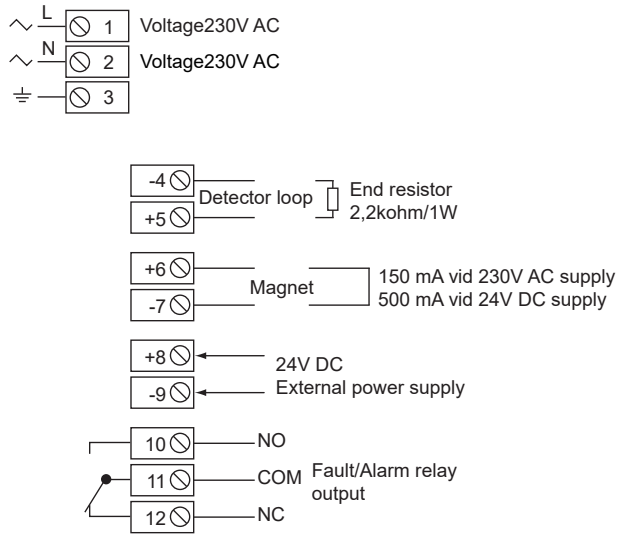 L 1 Voltage230V AC
N 2 Voltage230V AC
3
-4
+5
Detector loop
End resistor
2,2kohm/1W
+6
-7
Magnet
150 mA vid 230V AC supply
500 mA vid 24V DC supply
+8
-9
24V DC
External power supply
10 NO
11 COM
12 NC
Fault/Alarm relay
output